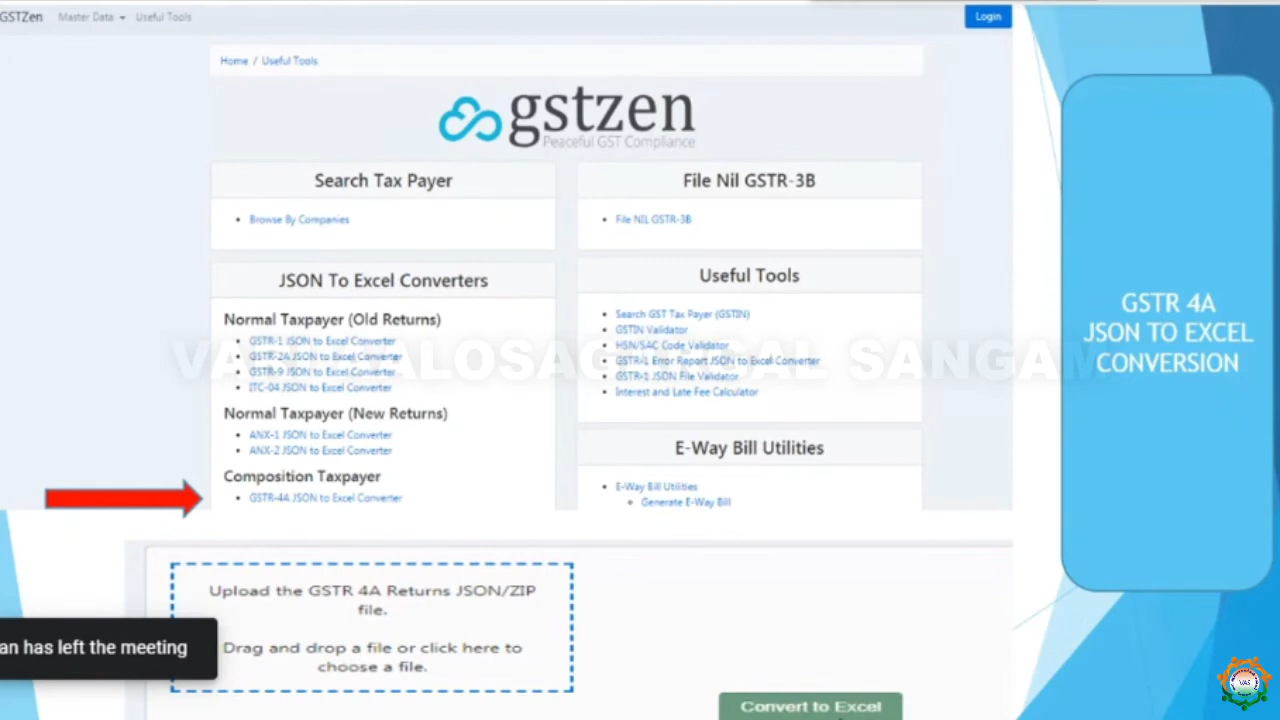 GSTZen Master Data Useful Tools Login
Home / Useful Tools
gstzen
Peaceful GST Compliance
Search Tax Payer
Browse By Companies
File Nil GSTR-3B
File NIL GSTR-3B
JSON To Excel Converters
Normal Taxpayer (Old Returns)
GSTR-1 JSON to Excel Converter
GSTR-2A JSON to Excel Converter
GSTR-9 JSON to Excel Converter
ITC-04 JSON to Excel Converter
Normal Taxpayer (New Returns)
ANX-1 JSON to Excel Converter
ANX-2 JSON to Excel Converter
Composition Taxpayer
GSTR-4A JSON to Excel Converter
Useful Tools
Search GST Tax Payer (GSTIN)
GSTIN Validator
HSN/SAC Code Validator
GSTR-1 Error Report JSON to Excel Converter
GSTR-1 JSON File Validator
Interest and Late Fee Calculator
E-Way Bill Utilities
E-Way Bill Utilities
Generate E-Way Bill
GSTR 4A
JSON TO EXCEL
CONVERSION
Upload the GSTR 4A Returns JSON/ZIP
file.
Drag and drop a file or click here to
choose a file.
Convert to Excel
an has left the meeting
SANGAM
VAS